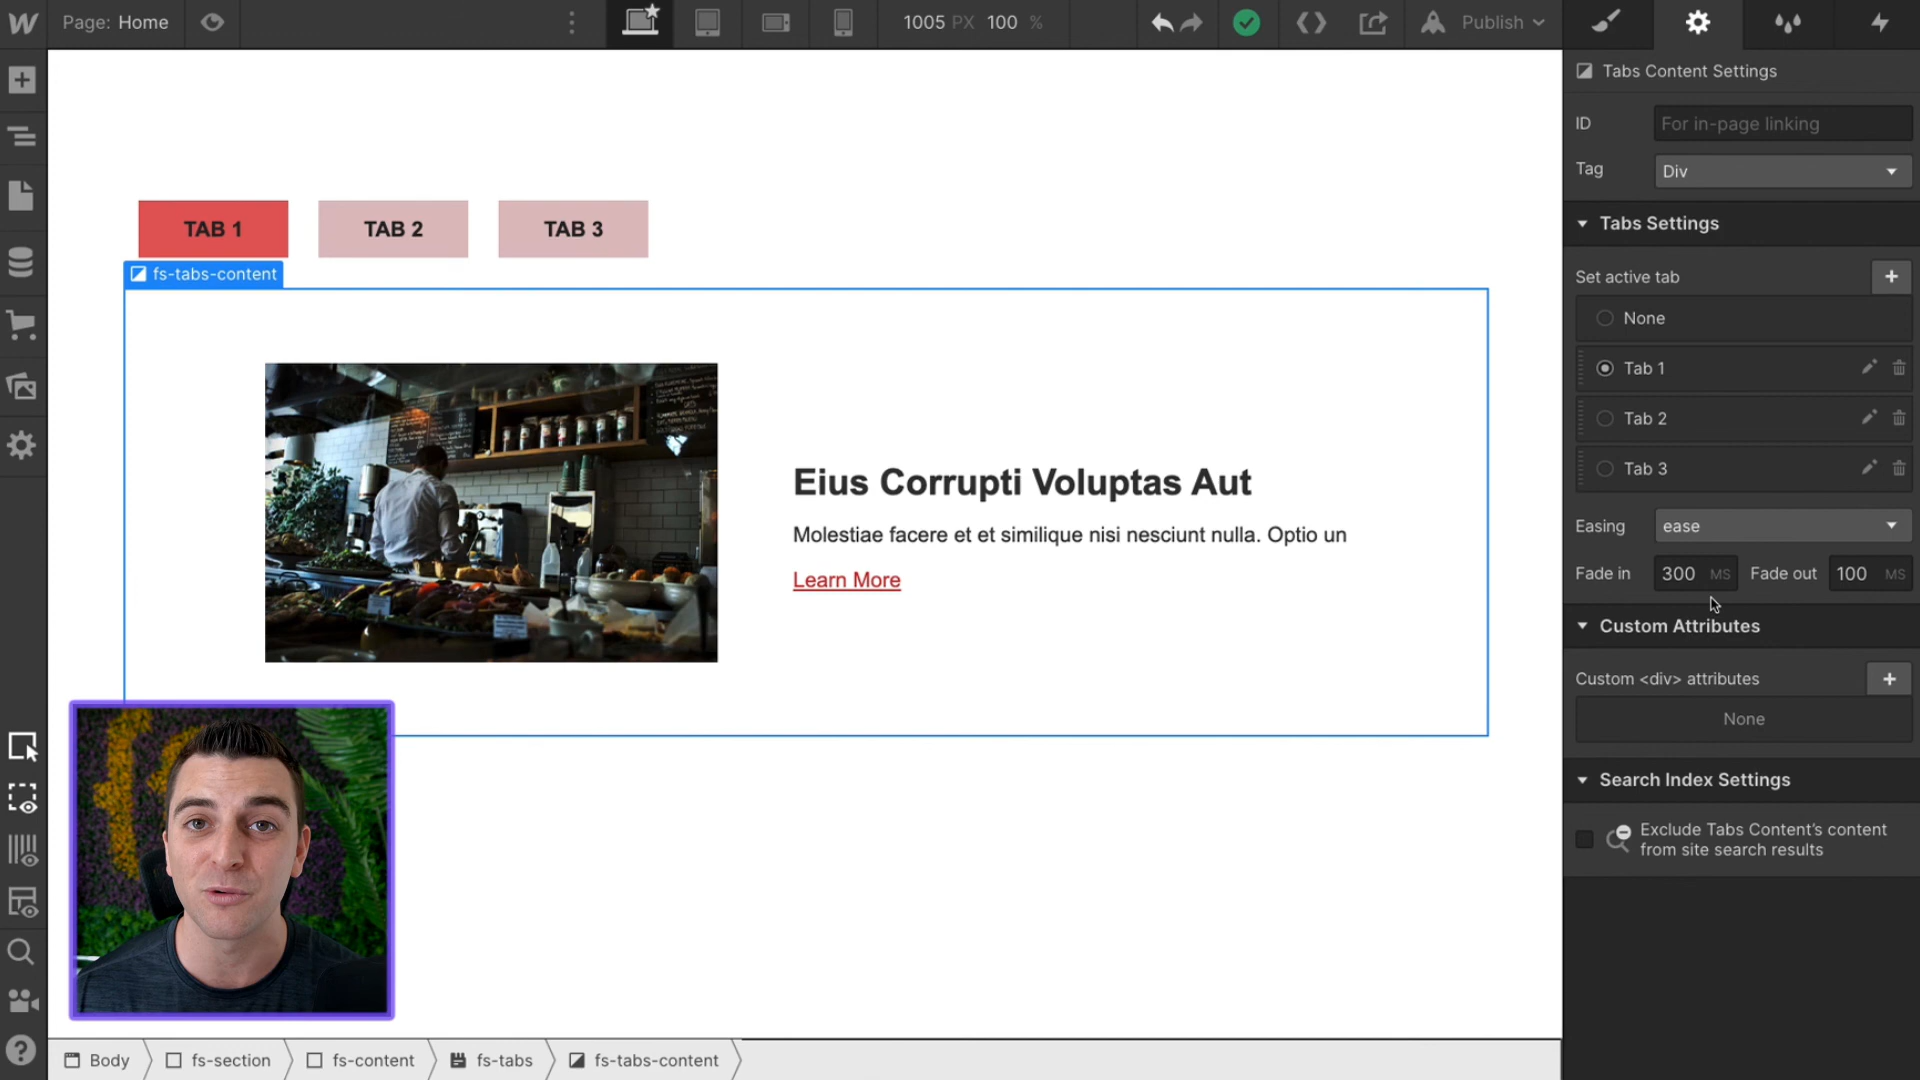 Page: Home
1005 PX 100 %
Publish
Tabs Content Settings
ID For in-page linking
Tag Div
Tabs Settings
Set active tab
None
Tab 1
Tab 2
Tab 3
Easing ease
Fade in 300 MS Fade out 100 MS
Custom Attributes
Custom <div> attributes
None
Search Index Settings
Exclude Tabs Content's content
from site search results
TAB 1 TAB 2 TAB 3
fs-tabs-content
Eius Corrupti Voluptas Aut
Molestiae facere et et similique nisi nesciunt nulla. Optio un
Learn More
Body fs-section fs-content fs-tabs fs-tabs-content